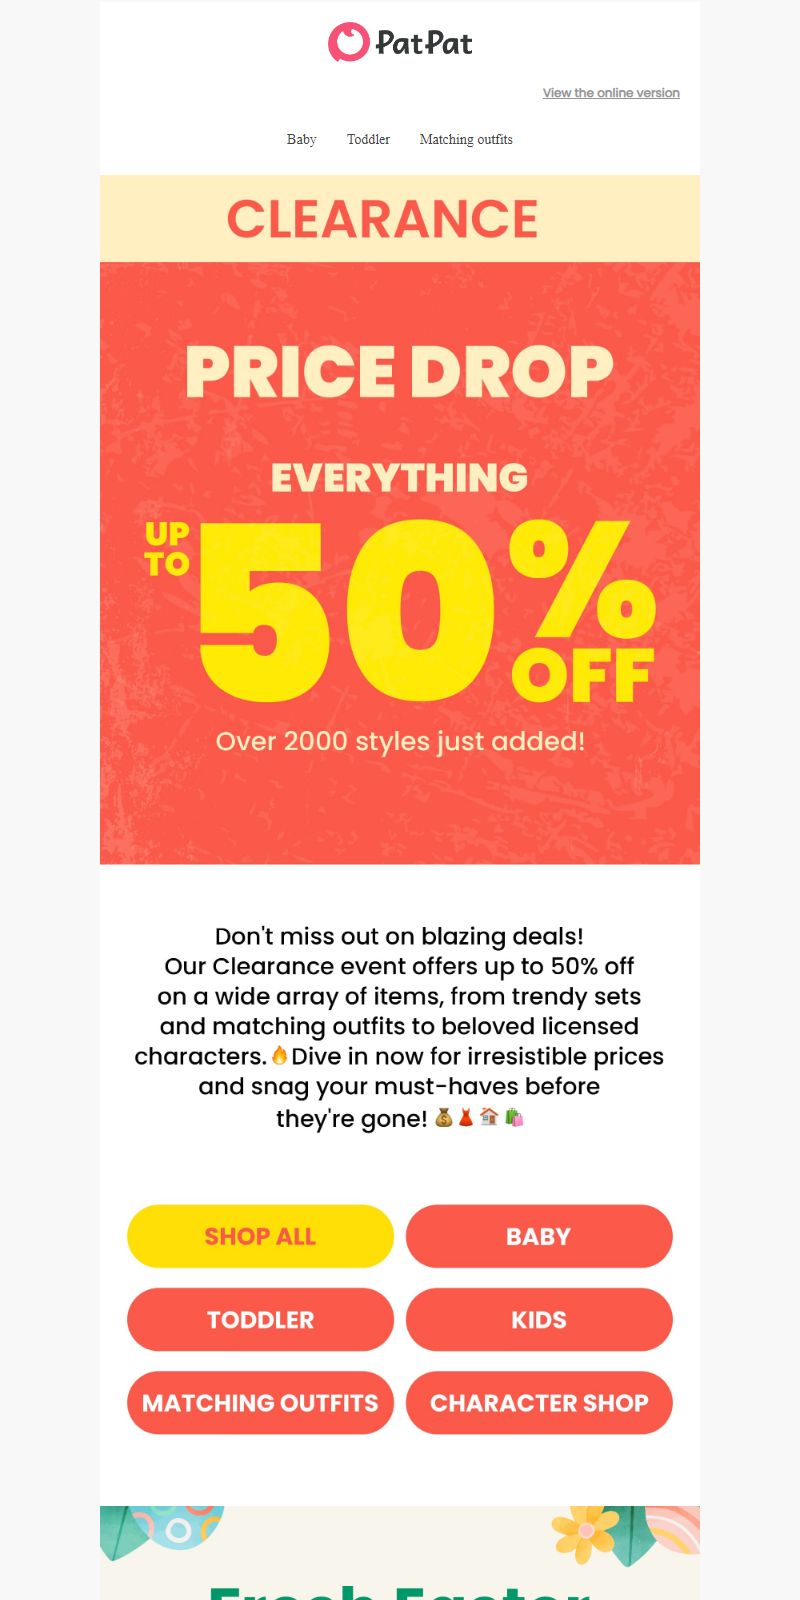 PatPat
View the online version
Baby Toddler Matching outfits
CLEARANCE
PRICE DROP
EVERYTHING
UP
TO
50%
OFF
Over 2000 styles just added!
Don't miss out on blazing deals!
Our Clearance event offers up to 50% off
on a wide array of items, from trendy sets
and matching outfits to beloved licensed
characters.🔥Dive in now for irresistible prices
and snag your must-haves before
they're gone! 💰👗🏠🛍️
SHOP ALL
BABY
TODDLER
KIDS
MATCHING OUTFITS
CHARACTER SHOP
Fresh Easter